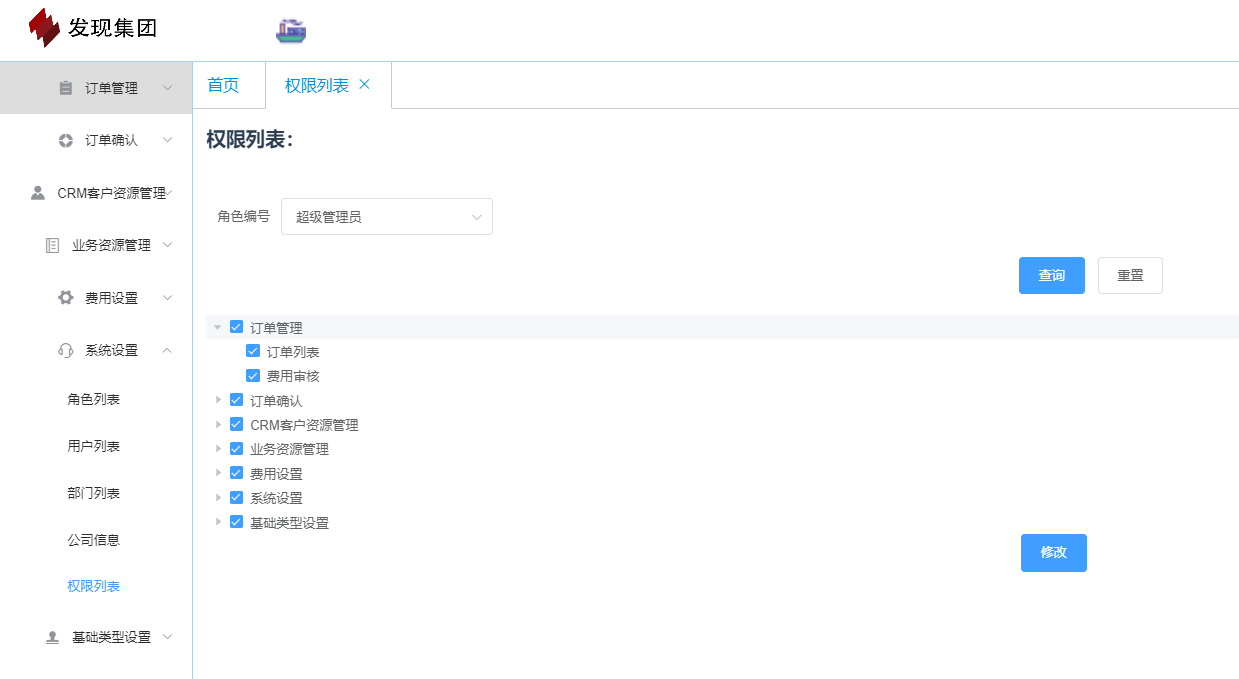 发现集团
订单管理
订单确认
CRM客户资源管理
业务资源管理
费用设置
系统设置
角色列表
用户列表
部门列表
公司信息
权限列表
基础类型设置
首页
权限列表
权限列表：
角色编号
超级管理员
查询
重置
订单管理
订单列表
费用审核
订单确认
CRM客户资源管理
业务资源管理
费用设置
系统设置
基础类型设置
修改